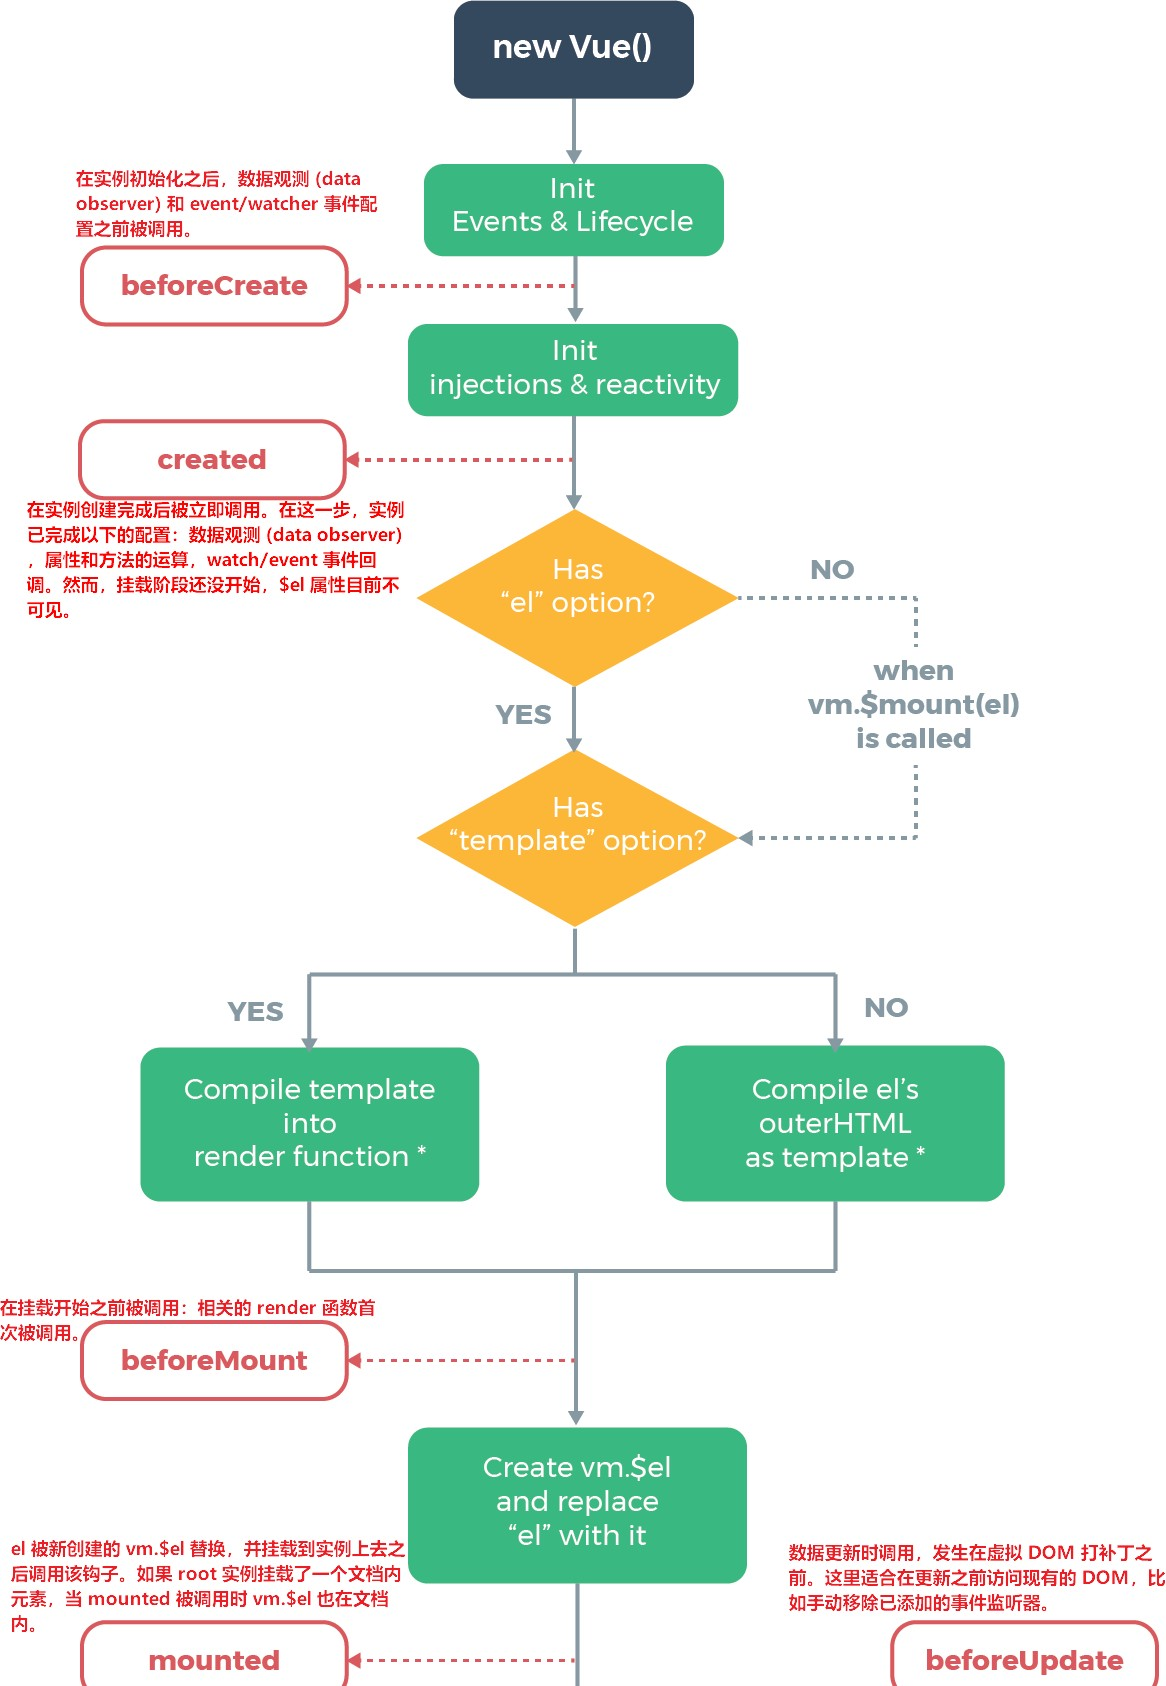 new Vue()
在实例初始化之后，数据观测 (data
observer) 和 event/watcher 事件配
置之前被调用。
Init
Events & Lifecycle
beforeCreate
Init
injections & reactivity
created
在实例创建完成后被立即调用。在这一步，实例
已完成以下的配置：数据观测 (data observer)
，属性和方法的运算，watch/event 事件回
调。然而，挂载阶段还没开始，$el 属性目前不
可见。
Has
“el” option?
NO
when
vm.$mount(el)
is called
YES
Has
“template” option?
YES
NO
Compile template
into
render function *
Compile el’s
outerHTML
as template *
在挂载开始之前被调用：相关的 render 函数首
次被调用。
beforeMount
Create vm.$el
and replace
“el” with it
el 被新创建的 vm.$el 替换，并挂载到实例上去之
后调用该钩子。如果 root 实例挂载了一个文档内
元素，当 mounted 被调用时 vm.$el 也在文档
内。
mounted
数据更新时调用，发生在虚拟 DOM 打补丁之
前。这里适合在更新之前访问现有的 DOM，比
如手动移除已添加的事件监听器。
beforeUpdate